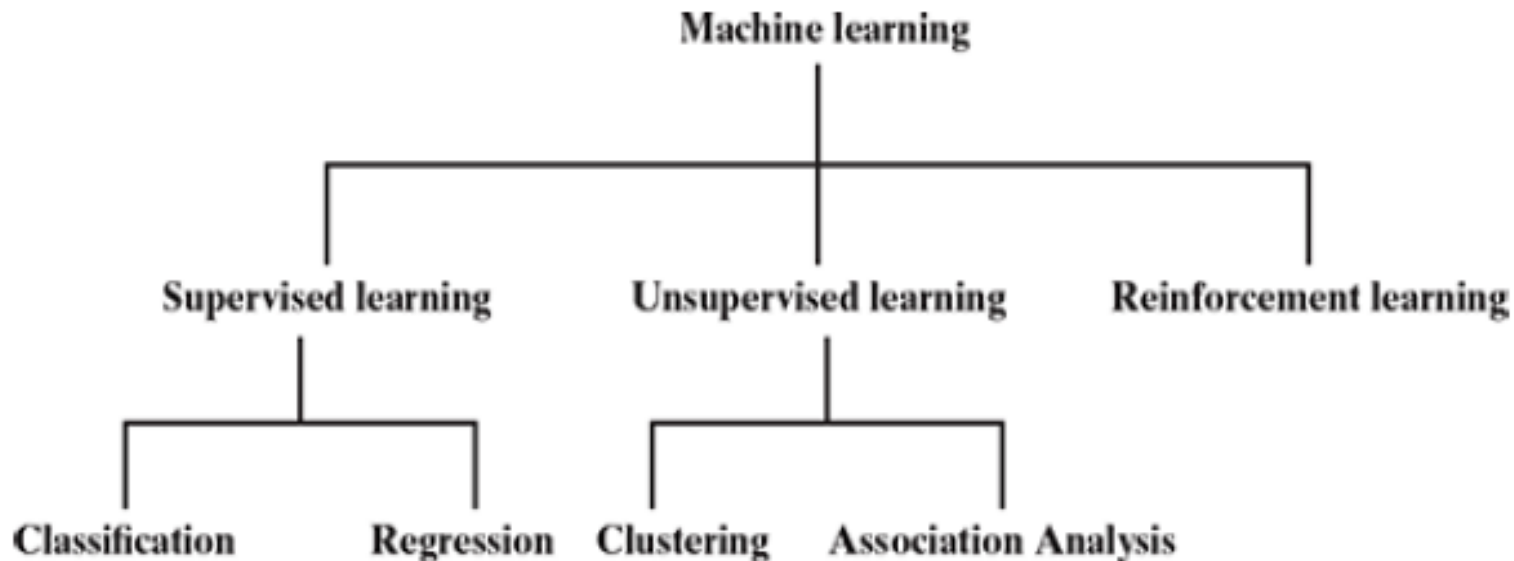 Machine learning
Supervised learning Unsupervised learning Reinforcement learning
Classification Regression Clustering Association Analysis